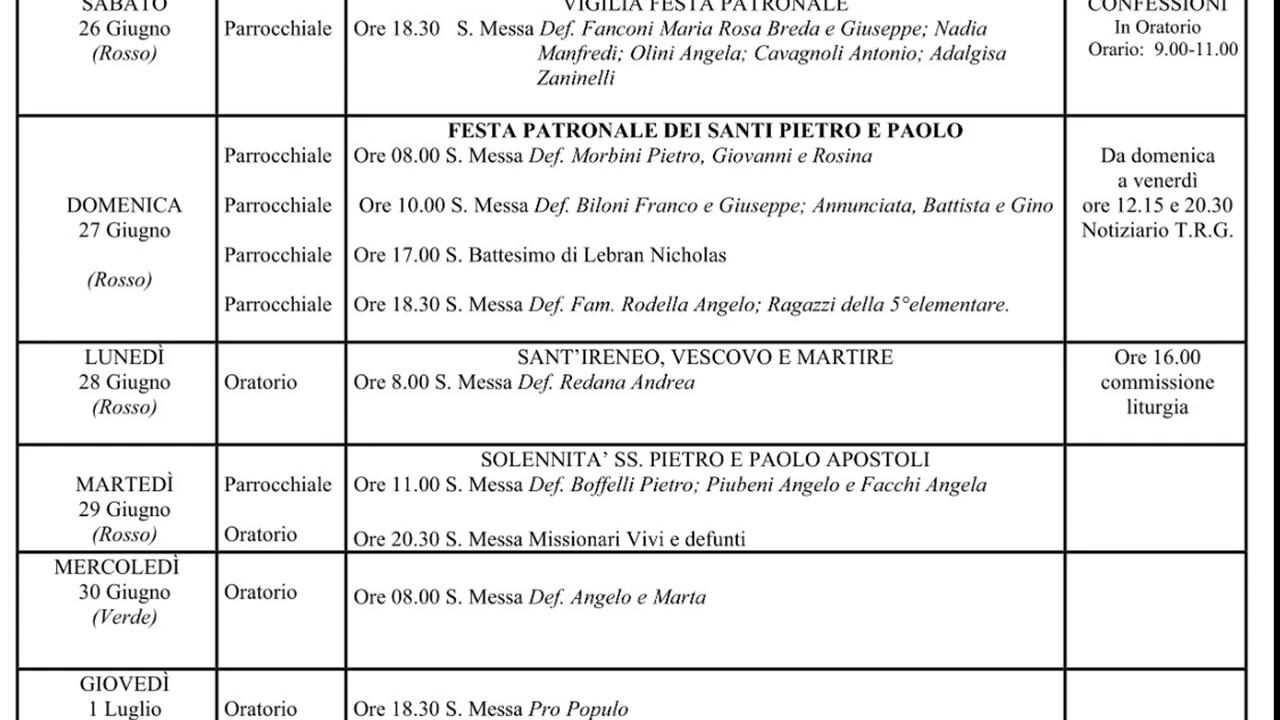 SABATO
26 Giugno
(Rosso)
Parrocchiale
VIGILIA FESTA PATRONALE
Ore 18.30 S. Messa Def. Fanconi Maria Rosa Breda e Giuseppe; Nadia
Manfredi; Olini Angela; Cavagnoli Antonio; Adalgisa
Zaninelli
CONFESSIONI
In Oratorio
Orario: 9.00-11.00
DOMENICA
27 Giugno
(Rosso)
FESTA PATRONALE DEI SANTI PIETRO E PAOLO
Parrocchiale Ore 08.00 S. Messa Def. Morbini Pietro, Giovanni e Rosina
Parrocchiale Ore 10.00 S. Messa Def. Biloni Franco e Giuseppe; Annunciata, Battista e Gino
Parrocchiale Ore 17.00 S. Battesimo di Lebran Nicholas
Parrocchiale Ore 18.30 S. Messa Def. Fam. Rodella Angelo; Ragazzi della 5°elementare.
Da domenica
a venerdì
ore 12.15 e 20.30
Notiziario T.R.G.
LUNEDÌ
28 Giugno
(Rosso)
Oratorio
SANT'IRENEO, VESCOVO E MARTIRE
Ore 8.00 S. Messa Def. Redana Andrea
Ore 16.00
commissione
liturgia
MARTEDÌ
29 Giugno
(Rosso)
SOLENNITA' SS. PIETRO E PAOLO APOSTOLI
Parrocchiale Ore 11.00 S. Messa Def. Boffelli Pietro; Piubeni Angelo e Facchi Angela
Oratorio Ore 20.30 S. Messa Missionari Vivi e defunti
MERCOLEDÌ
30 Giugno
(Verde)
Oratorio Ore 08.00 S. Messa Def. Angelo e Marta
GIOVEDÌ
1 Luglio
Oratorio Ore 18.30 S. Messa Pro Populo